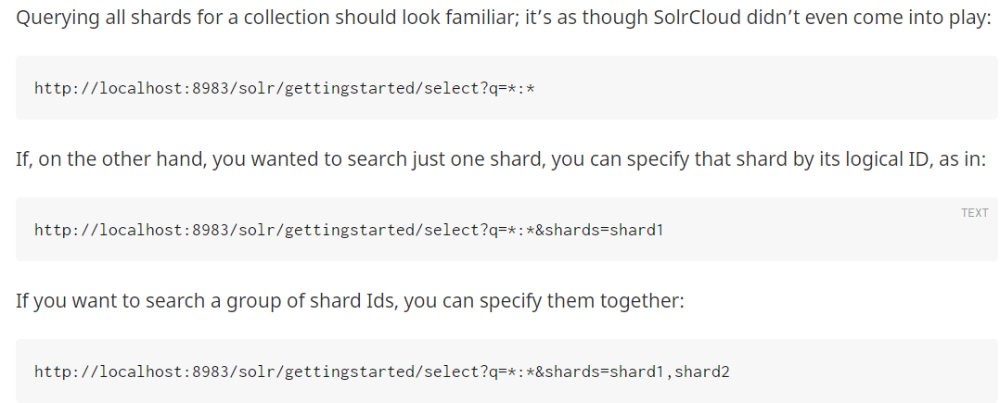 Querying all shards for a collection should look familiar; it’s as though SolrCloud didn’t even come into play:
http://localhost:8983/solr/gettingstarted/select?q=*:*
If, on the other hand, you wanted to search just one shard, you can specify that shard by its logical ID, as in:
TEXT
http://localhost:8983/solr/gettingstarted/select?q=*:*&shards=shard1
If you want to search a group of shard Ids, you can specify them together:
http://localhost:8983/solr/gettingstarted/select?q=*:*&shards=shard1,shard2